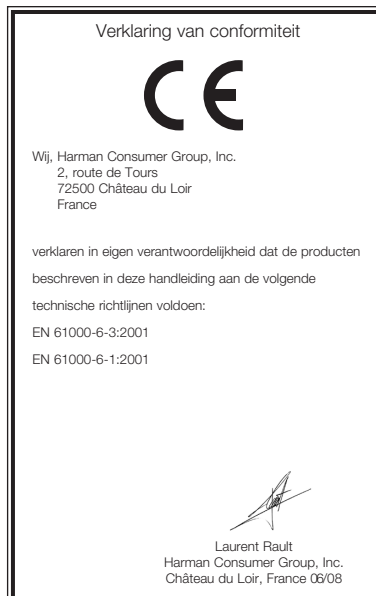 Verklaring van conformiteit
CE
Wij, Harman Consumer Group, Inc.
2, route de Tours
72500 Château du Loir
France
verklaren in eigen verantwoordelijkheid dat de producten
beschreven in deze handleiding aan de volgende
technische richtlijnen voldoen:
EN 61000-6-3:2001
EN 61000-6-1:2001
Laurent Rault
Harman Consumer Group, Inc.
Château du Loir, France 06/08